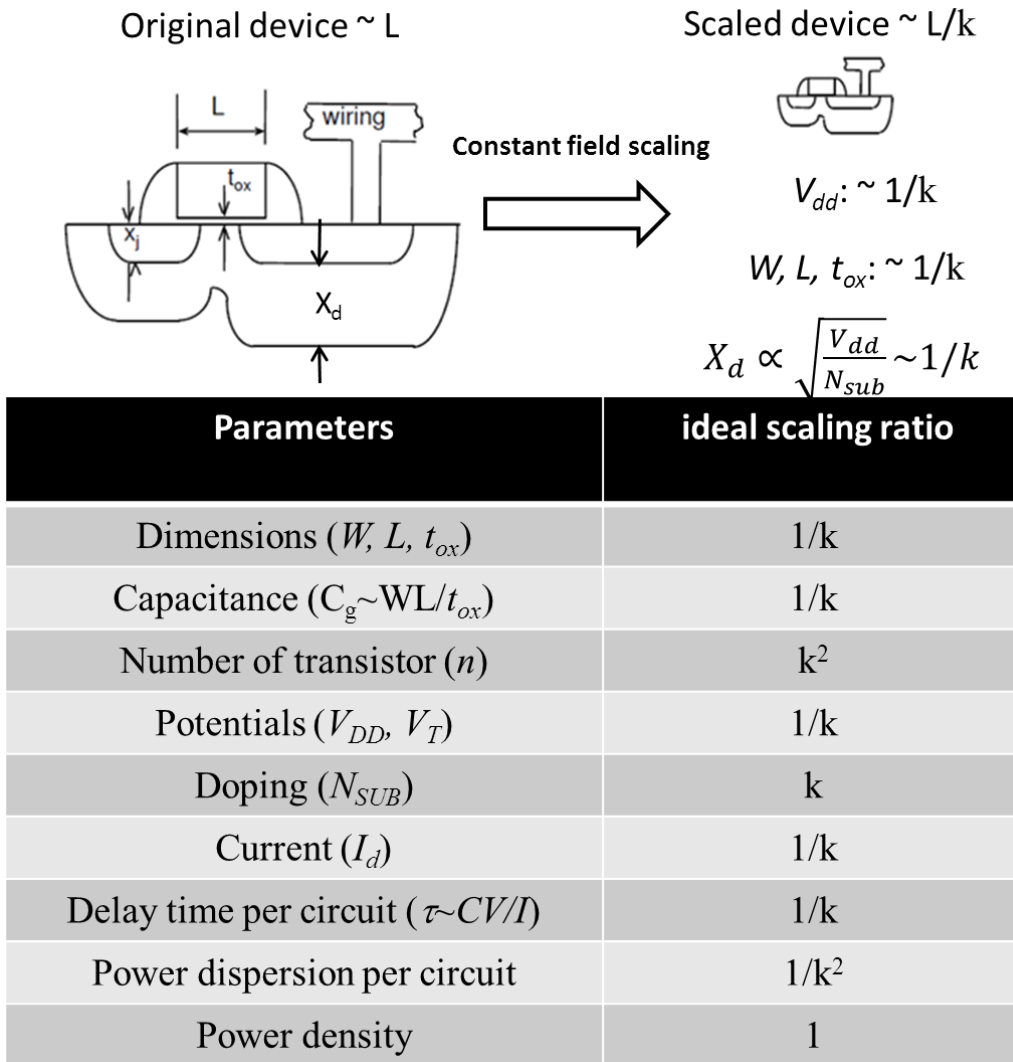 Original device ~ L
Scaled device ~ L/k
L
wiring
t_ox
x_j
X_d
Constant field scaling
V_dd: ~ 1/k
W, L, t_ox: ~ 1/k
X_d ∝ √(V_dd/N_sub) ~1/k
Parameters	ideal scaling ratio
Dimensions (W, L, t_ox)	1/k
Capacitance (C_g~WL/t_ox)	1/k
Number of transistor (n)	k²
Potentials (V_DD, V_T)	1/k
Doping (N_SUB)	k
Current (I_d)	1/k
Delay time per circuit (τ~CV/I)	1/k
Power dispersion per circuit	1/k²
Power density	1